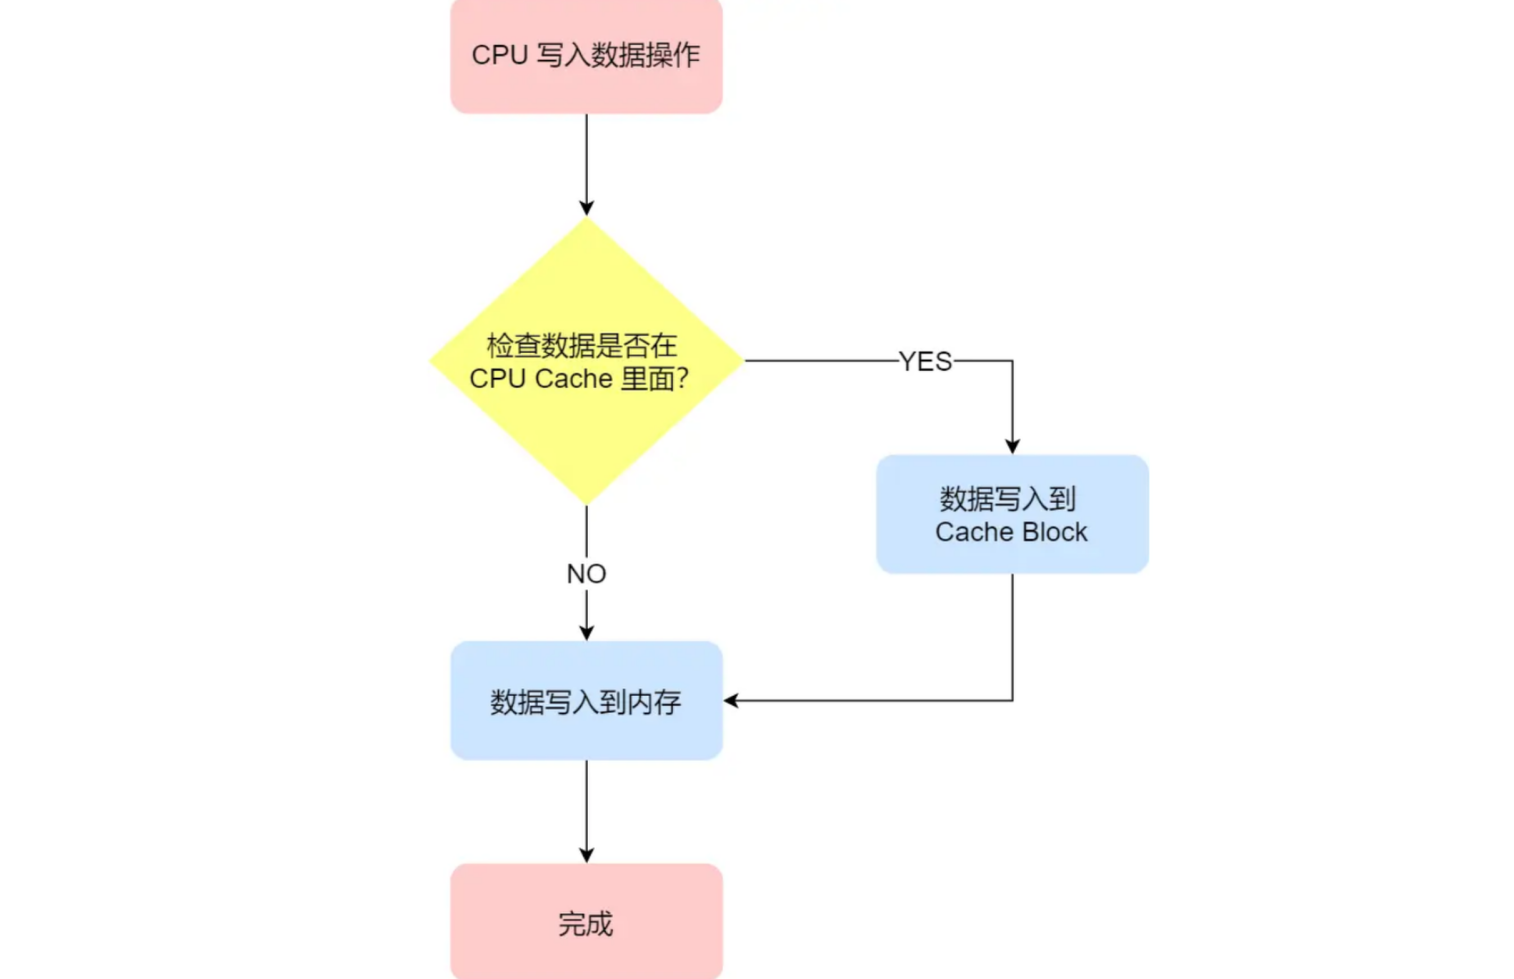 CPU 写入数据操作
检查数据是否在
CPU Cache 里面？
YES
数据写入到
Cache Block
NO
数据写入到内存
完成